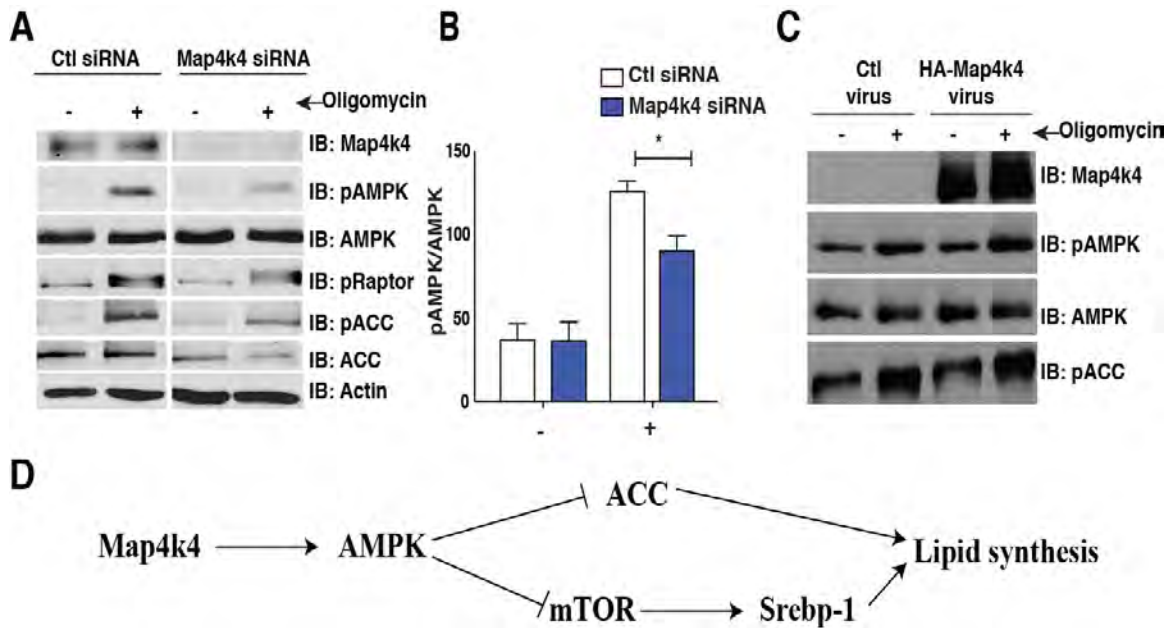 A
Ctl siRNA Map4k4 siRNA
- + - + Oligomycin
IB: Map4k4
IB: pAMPK
IB: AMPK
IB: pRaptor
IB: pACC
IB: ACC
IB: Actin
B
Ctl siRNA
Map4k4 siRNA
*
pAMPK/AMPK
150
100
50
0
- +
C
Ctl virus HA-Map4k4 virus
- + - + Oligomycin
IB: Map4k4
IB: pAMPK
IB: AMPK
IB: pACC
D
ACC
Map4k4 AMPK Lipid synthesis
mTOR Srebp-1